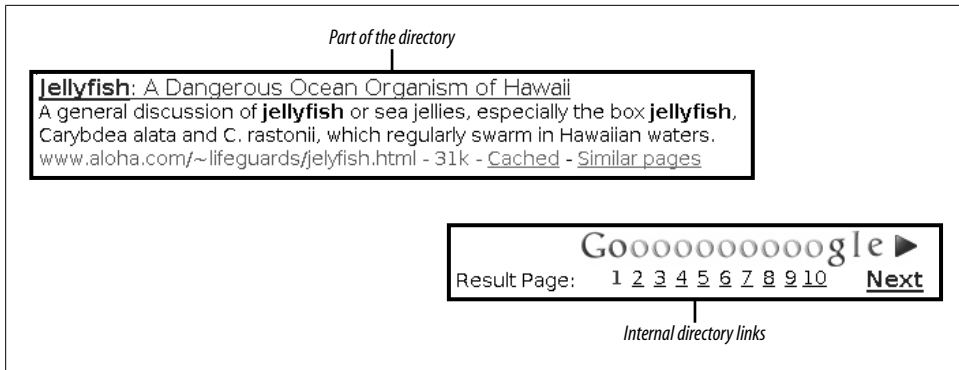 Part of the directory
Jellyfish: A Dangerous Ocean Organism of Hawaii
A general discussion of jellyfish or sea jellies, especially the box jellyfish,
Carybdea alata and C. rastonii, which regularly swarm in Hawaiian waters.
www.aloha.com/~lifeguards/jelyfish.html - 31k - Cached - Similar pages
Goooooooooogle
Result Page: 1 2 3 4 5 6 7 8 9 10 Next
Internal directory links